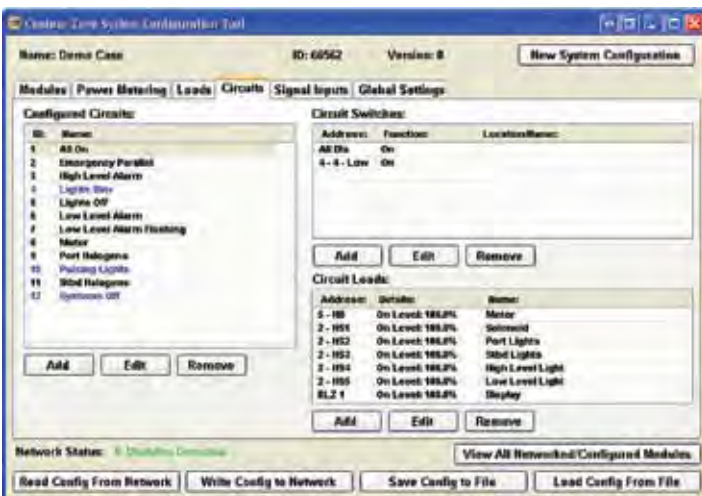 Contour Zone System Configuration Tool
Name: Demo Case ID: 60562 Version: 8 New System Configuration
Modules Power Metering Loads Circuits Signal Inputs Global Settings
Configured Circuits:
ID: Name:
1 All On
2 Emergency Parallel
3 High Level Alarm
4 Lights
5 Lights Off
6 Low Level Alarm
7 Low Level Alarm Flashing
8 Motor
9 Port Halogens
10 Pulsing Lights
11 Stbd Halogens
12 Off
Add Edit Remove
Circuit Switches:
Address: Function: Location/Name:
All Dis On
4 - 4 - Low On
Add Edit Remove
Circuit Loads:
Address: Details: Name:
5 - HB On Level: 100.0% Motor
2 - HS1 On Level: 100.0% Solenoid
2 - HS2 On Level: 100.0% Port Lights
2 - HS3 On Level: 100.0% Stbd Lights
2 - HS4 On Level: 100.0% High Level Light
2 - HS5 On Level: 100.0% Low Level Light
BLZ 1 On Level: 100.0% Display
Add Edit Remove
Network Status: View All Networked/Configured Modules
Read Config From Network Write Config to Network Save Config to File Load Config From File